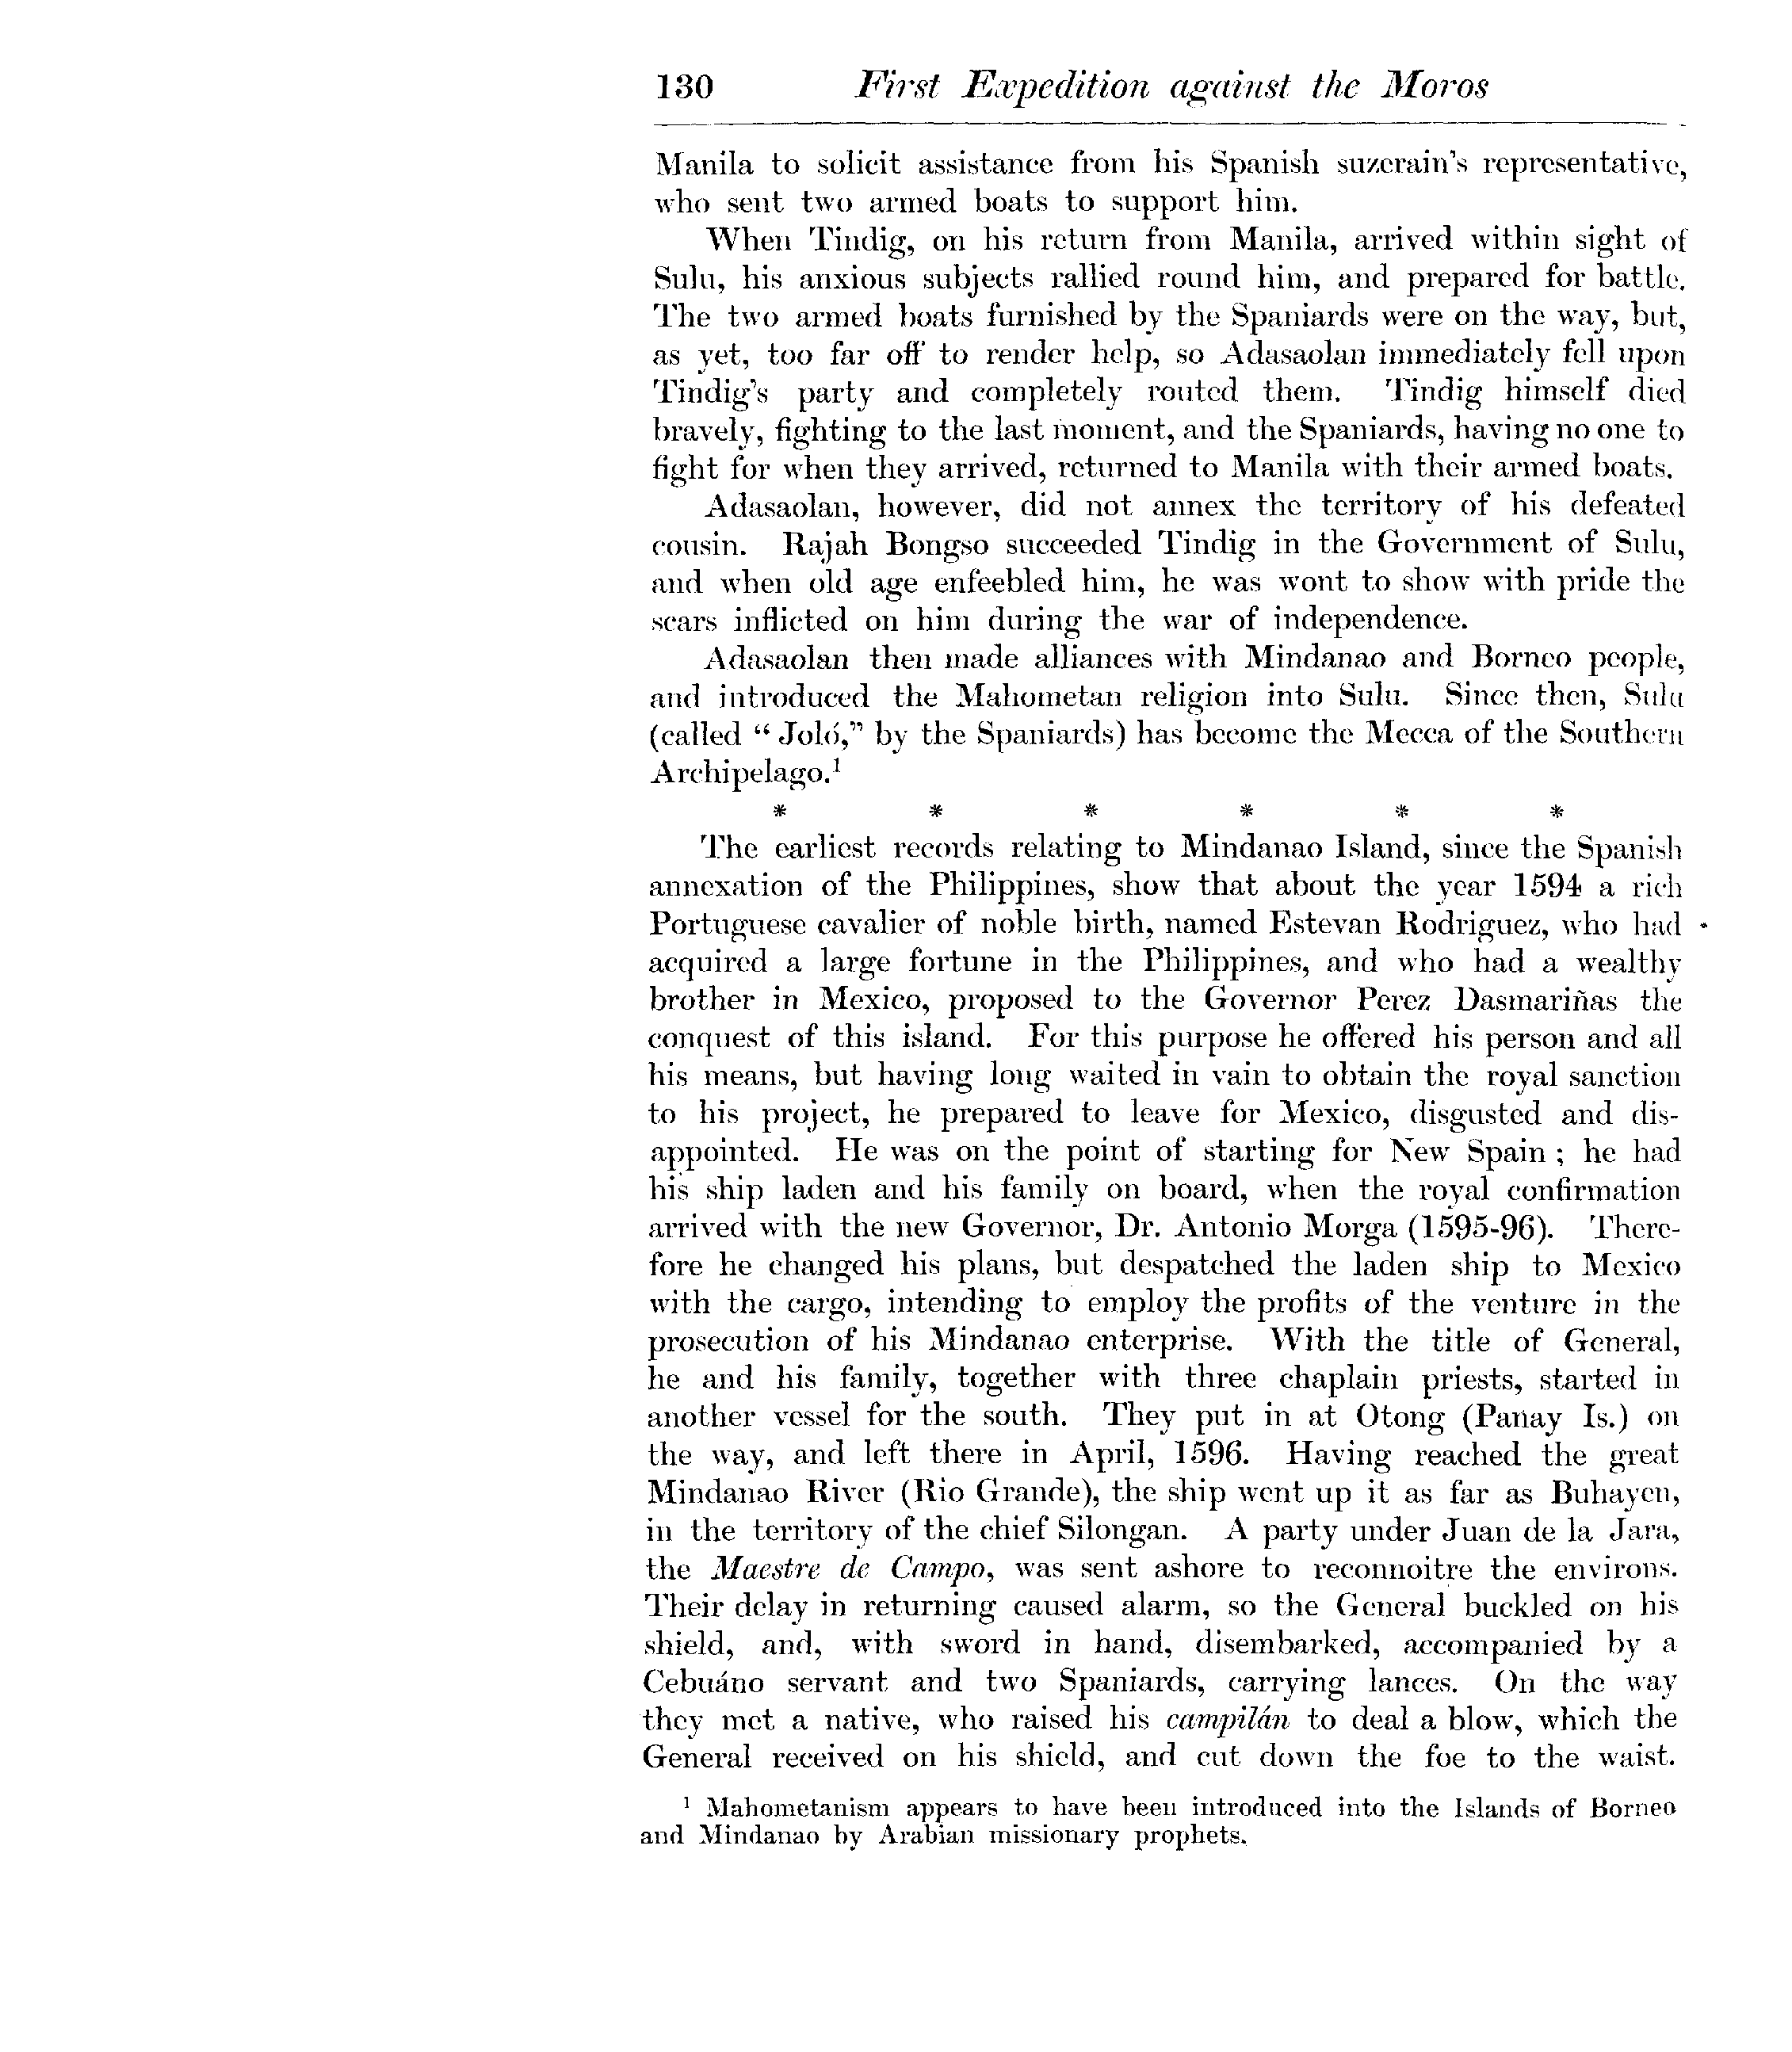 130 First Expedition against the Moros
Manila to solicit assistance from his Spanish suzerain's representative,
who sent two armed boats to support him.
When Tindig, on his return from Manila, arrived within sight of
Sulu, his anxious subjects rallied round him, and prepared for battle.
The two armed boats furnished by the Spaniards were on the way, but,
as yet, too far off to render help, so Adasaolan immediately fell upon
Tindig's party and completely routed them. Tindig himself died
bravely, fighting to the last moment, and the Spaniards, having no one to
fight for when they arrived, returned to Manila with their armed boats.
Adasaolan, however, did not annex the territory of his defeated
cousin. Rajah Bongso succeeded Tindig in the Government of Sulu,
and when old age enfeebled him, he was wont to show with pride the
scars inflicted on him during the war of independence.
Adasaolan then made alliances with Mindanao and Borneo people,
and introduced the Mahometan religion into Sulu. Since then, Sulu
(called “ Joló,” by the Spaniards) has become the Mecca of the Southern
Archipelago.¹
* * * * * *
The earliest records relating to Mindanao Island, since the Spanish
annexation of the Philippines, show that about the year 1594 a rich
Portuguese cavalier of noble birth, named Estevan Rodriguez, who had
acquired a large fortune in the Philippines, and who had a wealthy
brother in Mexico, proposed to the Governor Perez Dasmariñas the
conquest of this island. For this purpose he offered his person and all
his means, but having long waited in vain to obtain the royal sanction
to his project, he prepared to leave for Mexico, disgusted and dis-
appointed. He was on the point of starting for New Spain ; he had
his ship laden and his family on board, when the royal confirmation
arrived with the new Governor, Dr. Antonio Morga (1595-96). There-
fore he changed his plans, but despatched the laden ship to Mexico
with the cargo, intending to employ the profits of the venture in the
prosecution of his Mindanao enterprise. With the title of General,
he and his family, together with three chaplain priests, started in
another vessel for the south. They put in at Otong (Panay Is.) on
the way, and left there in April, 1596. Having reached the great
Mindanao River (Rio Grande), the ship went up it as far as Buhayen,
in the territory of the chief Silongan. A party under Juan de la Jara,
the Maestre de Campo, was sent ashore to reconnoitre the environs.
Their delay in returning caused alarm, so the General buckled on his
shield, and, with sword in hand, disembarked, accompanied by a
Cebuáno servant and two Spaniards, carrying lances. On the way
they met a native, who raised his campilán to deal a blow, which the
General received on his shield, and cut down the foe to the waist.
¹ Mahometanism appears to have been introduced into the Islands of Borneo
and Mindanao by Arabian missionary prophets.